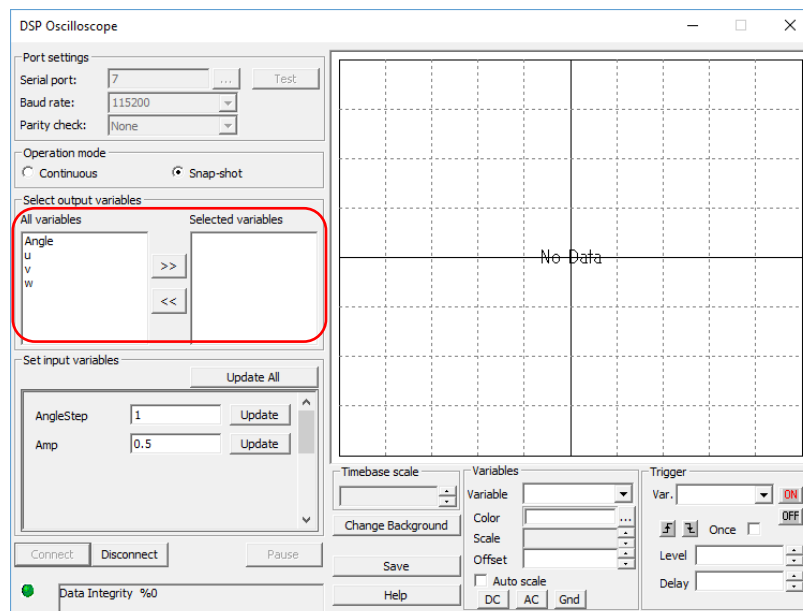 DSP Oscilloscope
Port settings
Serial port: 7 ... Test
Baud rate: 115200
Parity check: None
Operation mode
Continuous Snap-shot
Select output variables
All variables Selected variables
Angle
u
v
w
>>
<<
No Data
Set input variables
Update All
AngleStep 1 Update
Amp 0.5 Update
Connect Disconnect Pause
Data Integrity %0
Timebase scale
Change Background
Save
Help
Variables
Variable
Color ...
Scale
Offset
Auto scale
DC AC Gnd
Trigger
Var. ON
OFF
Once
Level
Delay